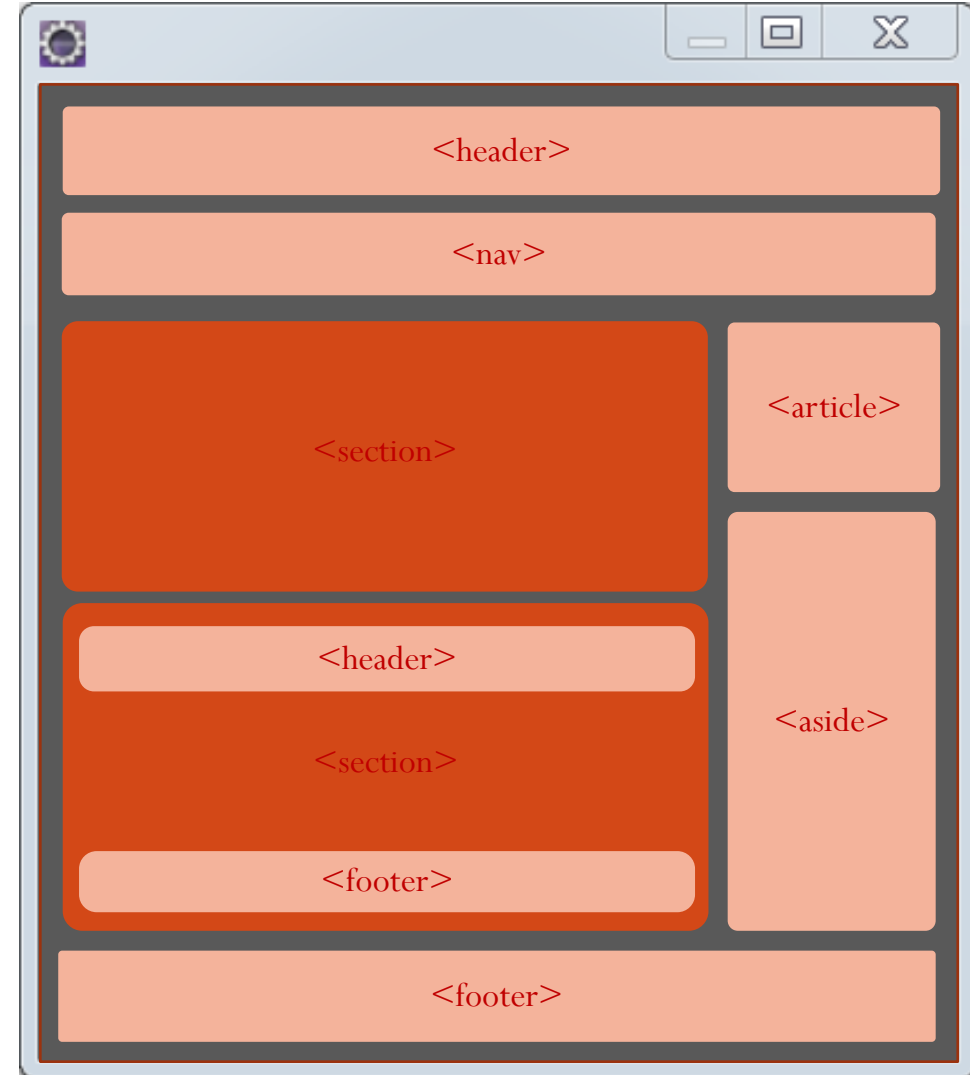 <header>
<nav>
<section>
<article>
<header>
<section>
<footer>
<aside>
<footer>